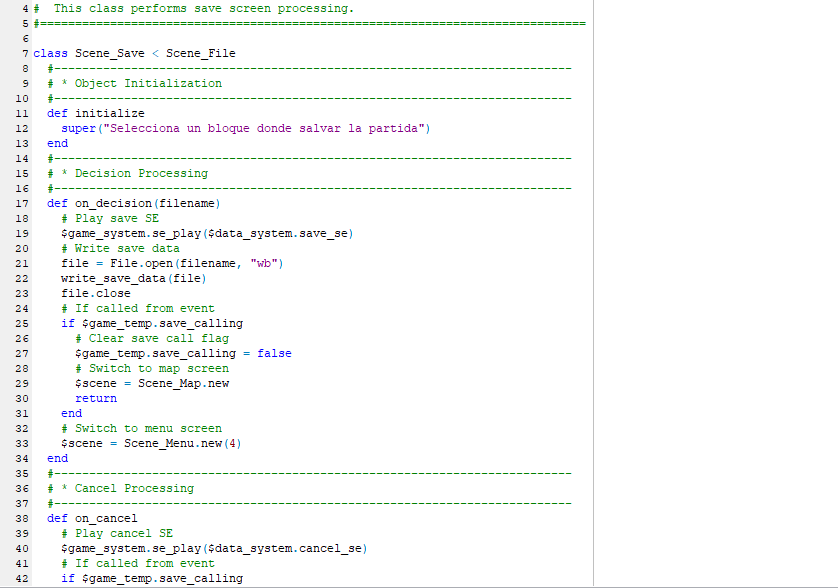 4 #  This class performs save screen processing.
5 #==============================================================================
6
7 class Scene_Save < Scene_File
8   #--------------------------------------------------------------------------
9   # * Object Initialization
10   #--------------------------------------------------------------------------
11   def initialize
12     super("Selecciona un bloque donde salvar la partida")
13   end
14   #--------------------------------------------------------------------------
15   # * Decision Processing
16   #--------------------------------------------------------------------------
17   def on_decision(filename)
18     # Play save SE
19     $game_system.se_play($data_system.save_se)
20     # Write save data
21     file = File.open(filename, "wb")
22     write_save_data(file)
23     file.close
24     # If called from event
25     if $game_temp.save_calling
26       # Clear save call flag
27       $game_temp.save_calling = false
28       # Switch to map screen
29       $scene = Scene_Map.new
30       return
31     end
32     # Switch to menu screen
33     $scene = Scene_Menu.new(4)
34   end
35   #--------------------------------------------------------------------------
36   # * Cancel Processing
37   #--------------------------------------------------------------------------
38   def on_cancel
39     # Play cancel SE
40     $game_system.se_play($data_system.cancel_se)
41     # If called from event
42     if $game_temp.save_calling